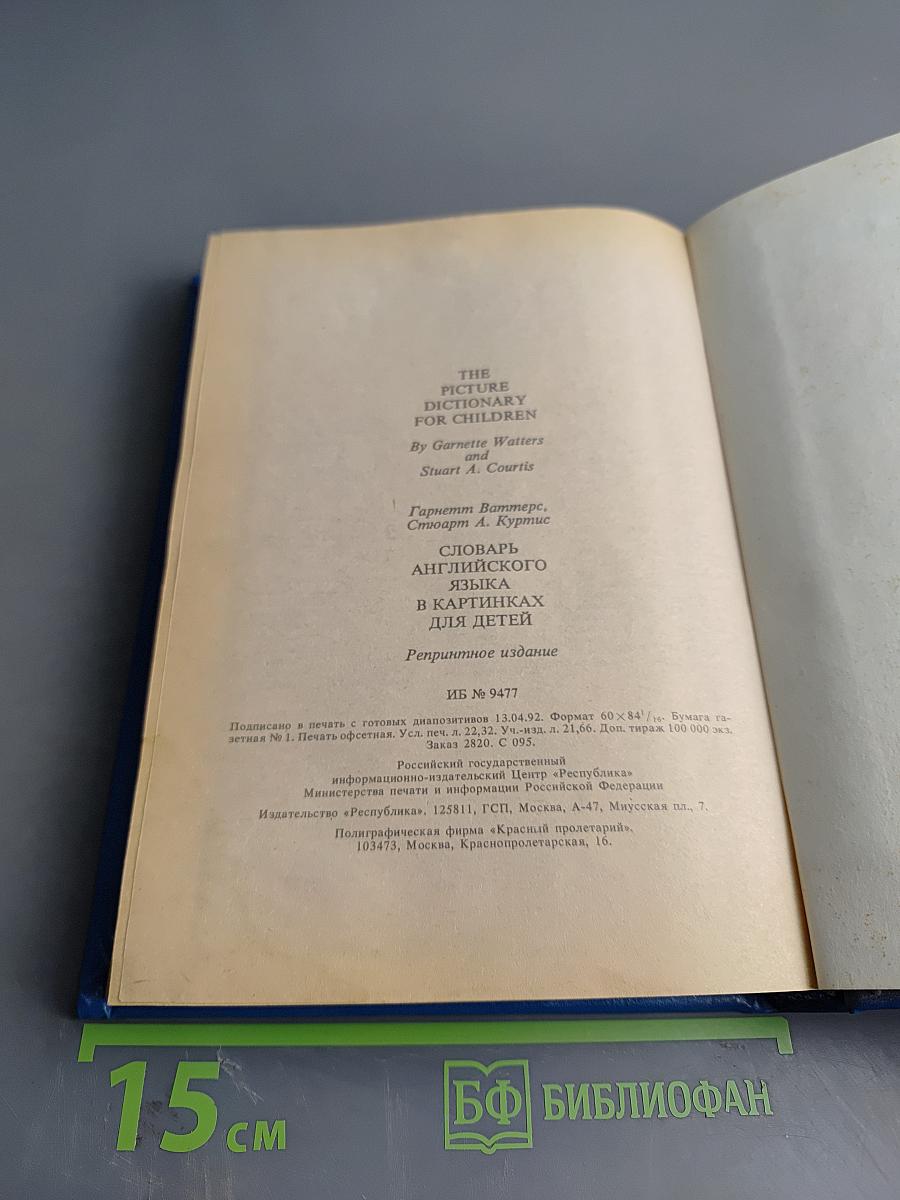 THE
PICTURE
DICTIONARY
FOR CHILDREN
By Garnette Watters
and
Stuart A. Courtis
Гарнетт Ваттерс,
Стюарт А. Куртис
СЛОВАРЬ
АНГЛИЙСКОГО
ЯЗЫКА
В КАРТИНКАХ
ДЛЯ ДЕТЕЙ
Репринтное издание
ИБ № 9477
Подписано в печать с готовых диапозитивов 13.04.92. Формат 60×84¹/₁₆. Бумага га-
зетная № 1. Печать офсетная. Усл. печ. л. 22,32. Уч.-изд. л. 21,66. Доп. тираж 100 000 экз.
Заказ 2820. С 095.
Российский государственный
информационно-издательский Центр «Республика»
Министерства печати и информации Российской Федерации
Издательство «Республика», 125811, ГСП, Москва, А-47, Миусская пл., 7.
Полиграфическая фирма «Красный пролетарий»,
103473, Москва, Краснопролетарская, 16.
15 см
БФ БИБЛИОФАН